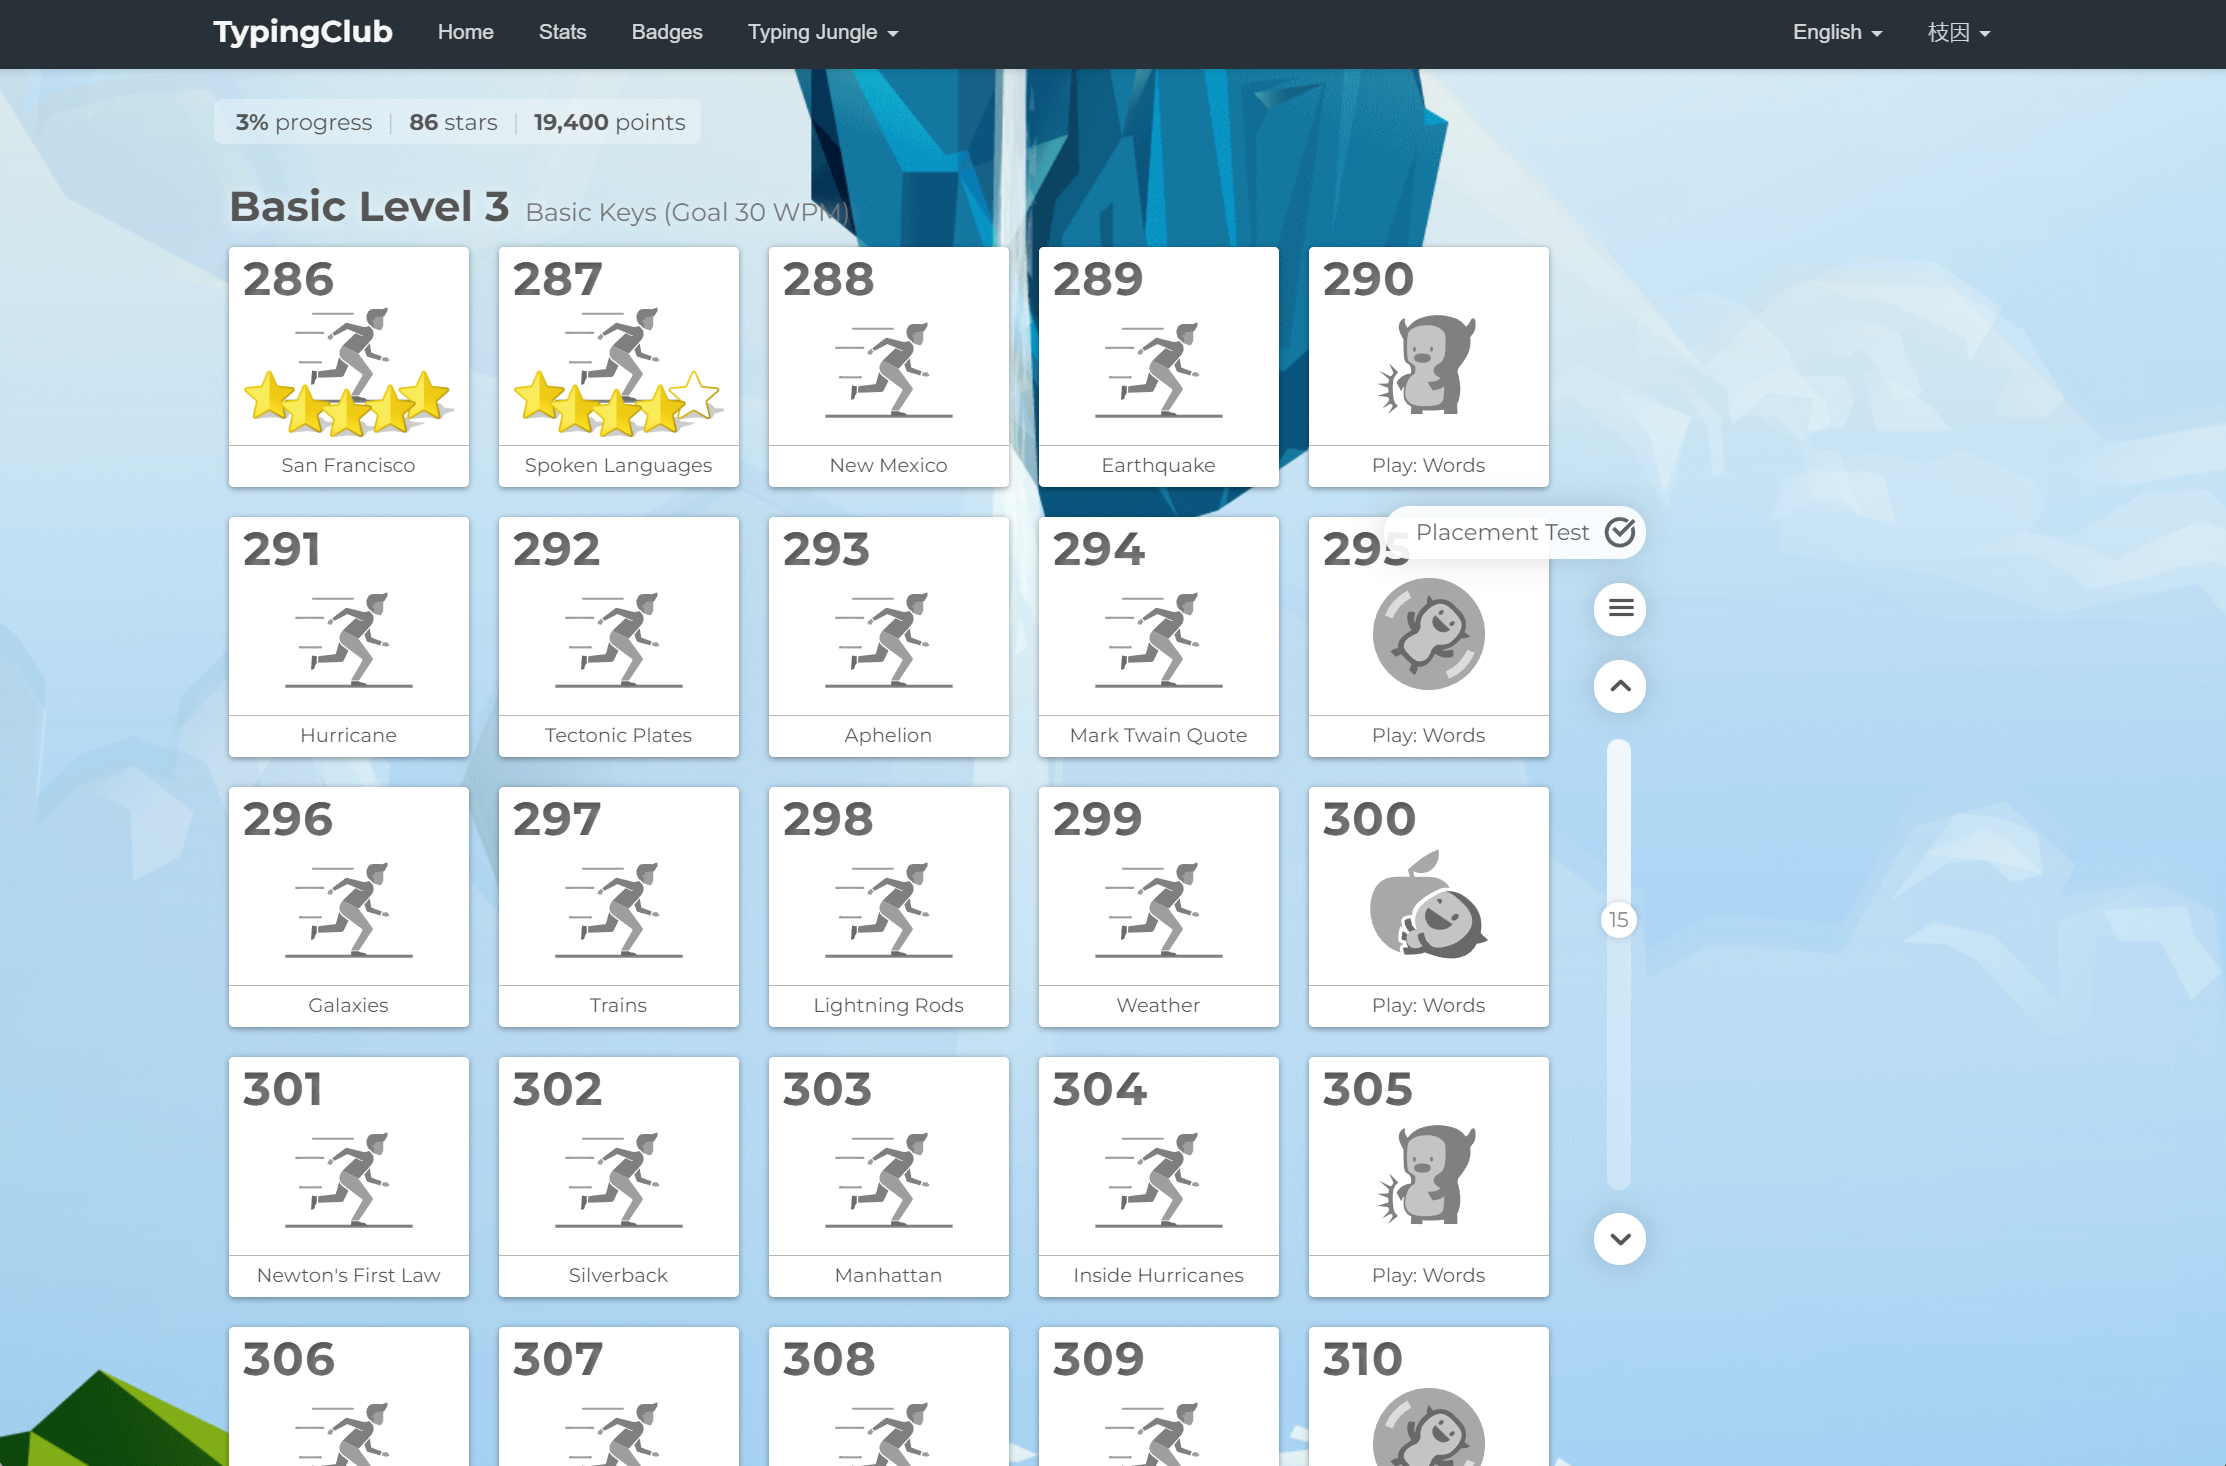 TypingClub Home Stats Badges Typing Jungle English 枝因
3% progress | 86 stars | 19,400 points
Basic Level 3 Basic Keys (Goal 30 WPM)
286 287 288 289 290
San Francisco Spoken Languages New Mexico Earthquake Play: Words
Placement Test
291 292 293 294 295
Hurricane Tectonic Plates Aphelion Mark Twain Quote Play: Words
296 297 298 299 300
15
Galaxies Trains Lightning Rods Weather Play: Words
301 302 303 304 305
Newton's First Law Silverback Manhattan Inside Hurricanes Play: Words
306 307 308 309 310